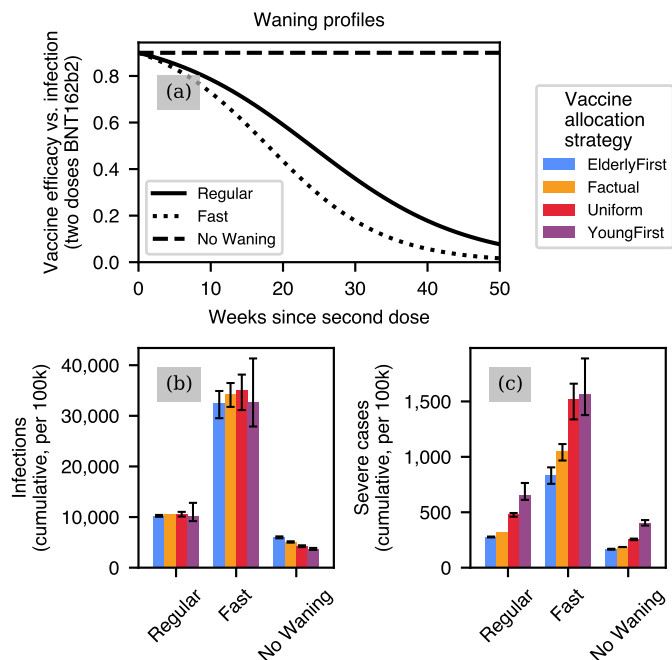 Waning profiles
Vaccine efficacy vs. infection
(two doses BNT162b2)
0.8
0.6
0.4
0.2
0.0
(a)
Regular
Fast
No Waning
0
10
20
30
40
50
Weeks since second dose
Vaccine
allocation
strategy
ElderlyFirst
Factual
Uniform
YoungFirst
Infections
(cumulative, per 100k)
40,000
30,000
20,000
10,000
0
(b)
Regular
Fast
No Waning
Severe cases
(cumulative, per 100k)
1,500
1,000
500
0
(c)
Regular
Fast
No Waning